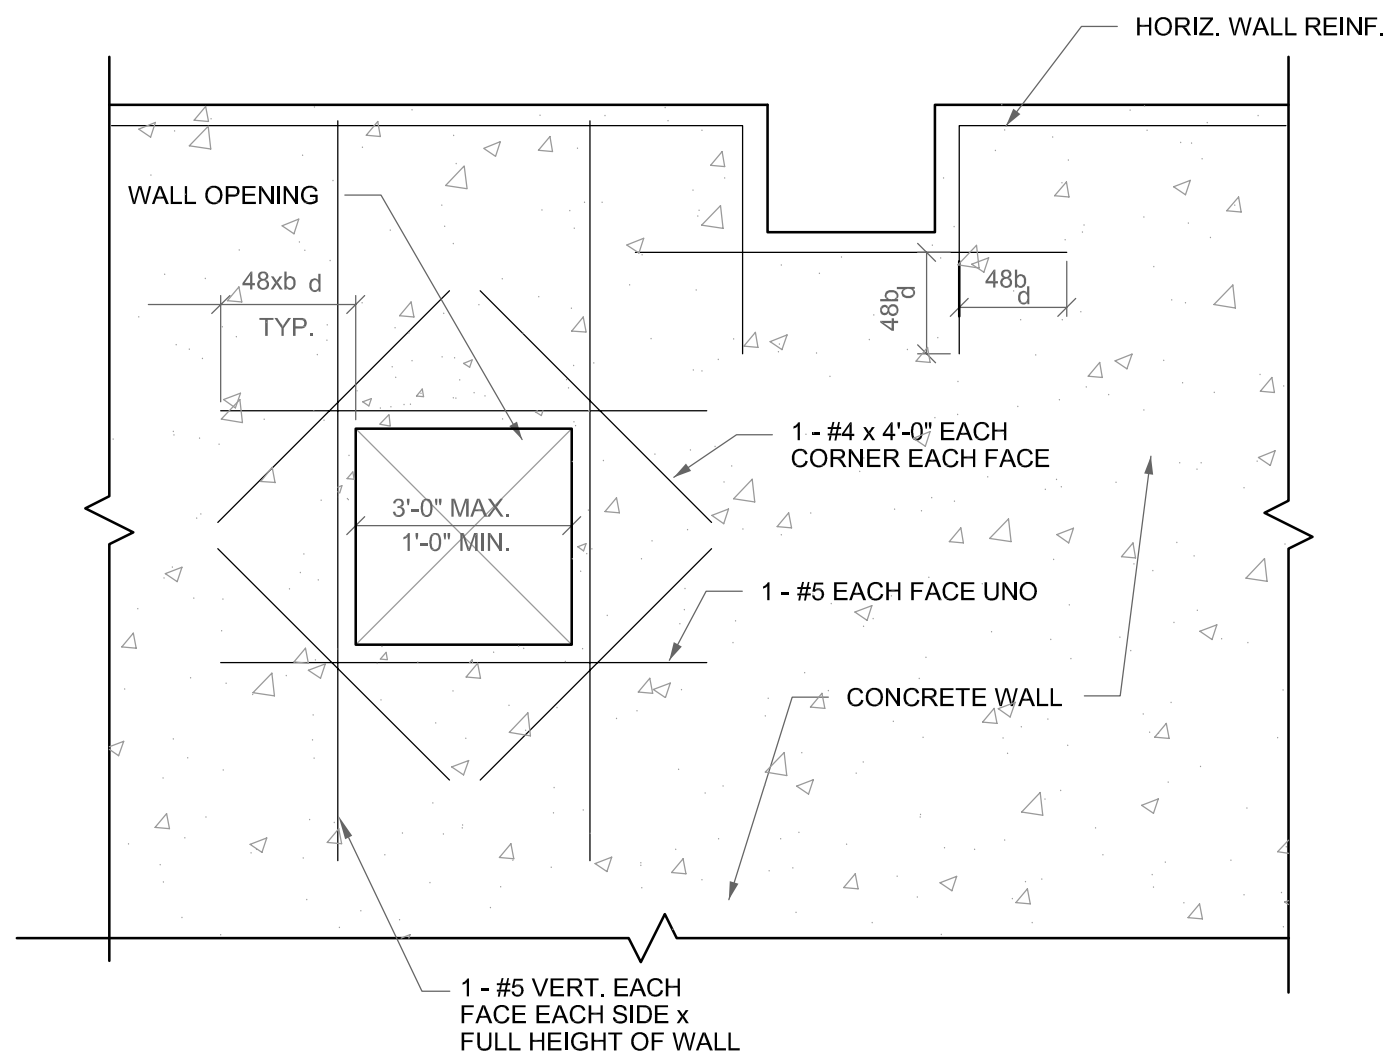 HORIZ. WALL REINF.
WALL OPENING
48xb d
TYP.
48b d
48b d
1 - #4 x 4'-0" EACH
CORNER EACH FACE
3'-0" MAX.
1'-0" MIN.
1 - #5 EACH FACE UNO
CONCRETE WALL
1 - #5 VERT. EACH
FACE EACH SIDE x
FULL HEIGHT OF WALL